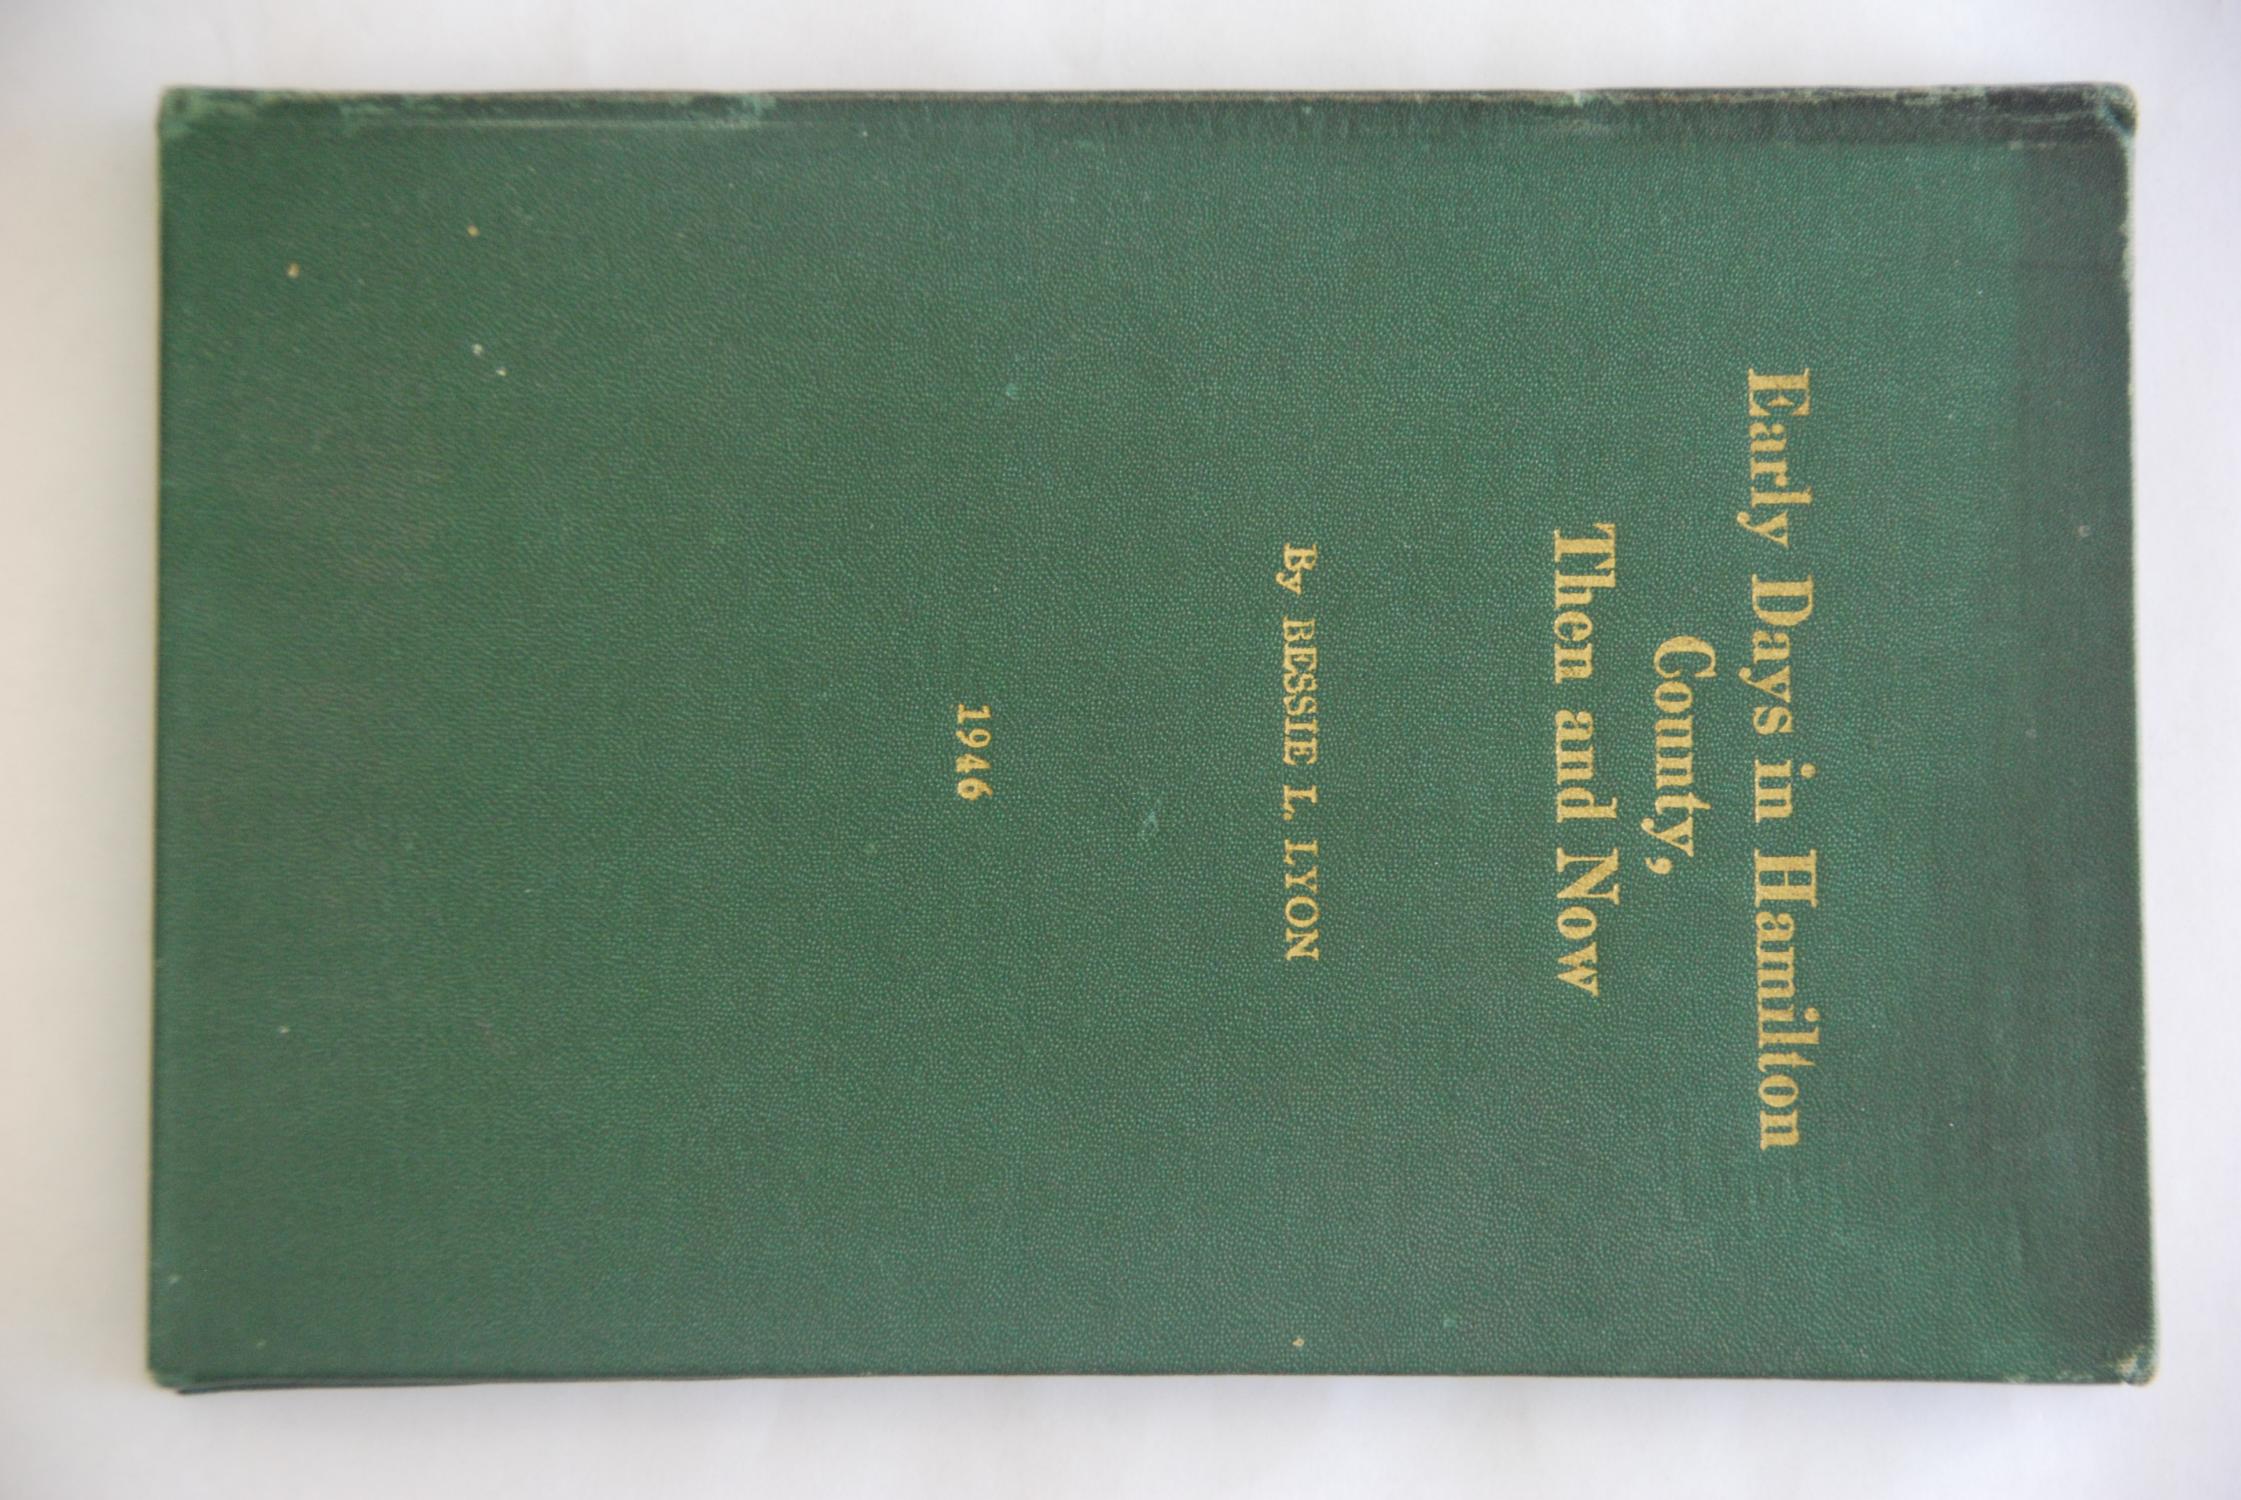 Early Days in Hamilton
County,
Then and Now
By BESSIE L. LYON
1946